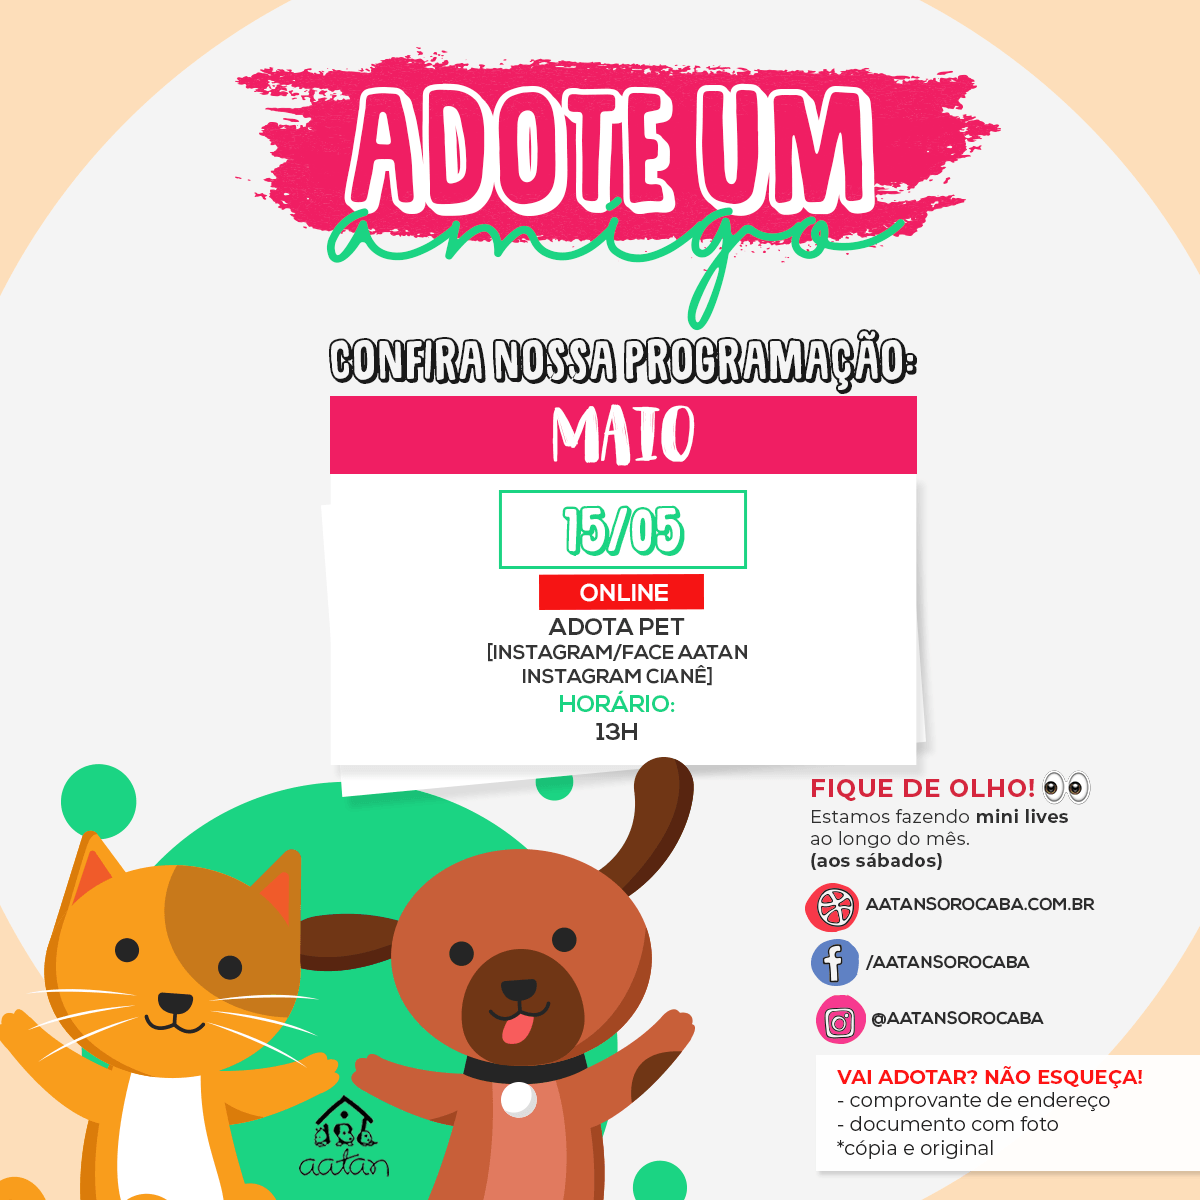 ADOTE UM
amigo
CONFIRA NOSSA PROGRAMAÇÃO:
MAIO
15/05
ONLINE
ADOTA PET
[INSTAGRAM/FACE AATAN
INSTAGRAM CIANÊ]
HORÁRIO:
13H
FIQUE DE OLHO!
Estamos fazendo mini lives
ao longo do mês.
(aos sábados)
AATANSOROCABA.COM.BR
/AATANSOROCABA
@AATANSOROCABA
VAI ADOTAR? NÃO ESQUEÇA!
- comprovante de endereço
- documento com foto
*cópia e original
aatan